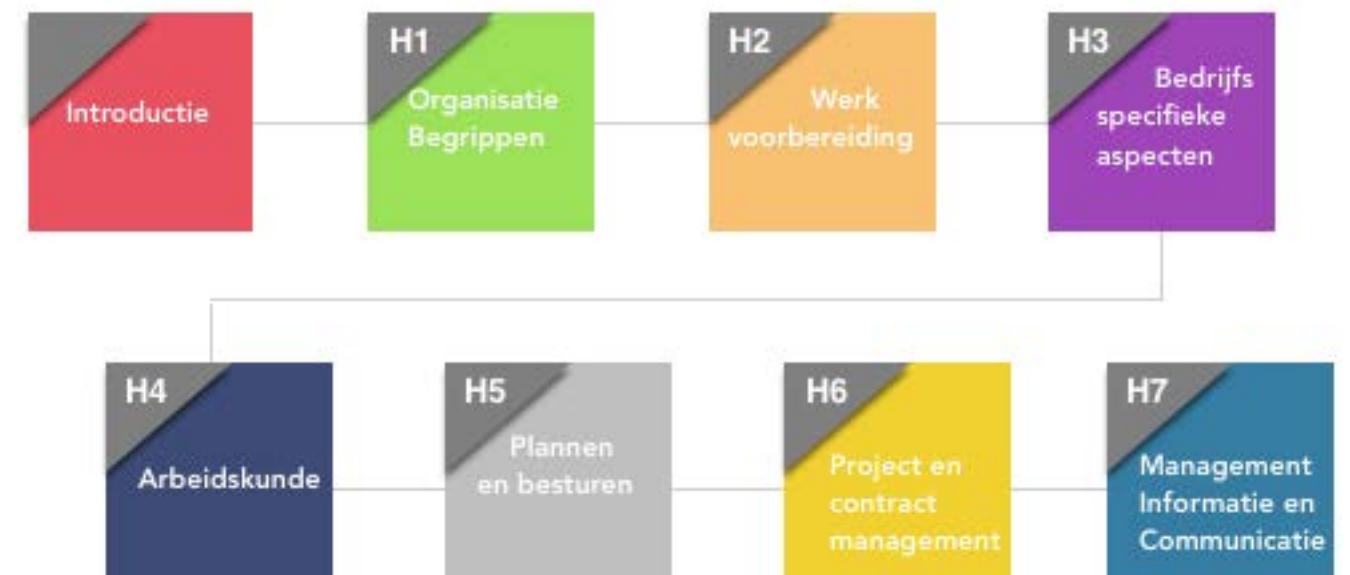 Introductie
H1
Organisatie
Begrippen
H2
Werk
voorbereiding
H3
Bedrijfs
specifieke
aspecten
H4
Arbeidskunde
H5
Plannen
en besturen
H6
Project en
contract
management
H7
Management
Informatie en
Communicatie